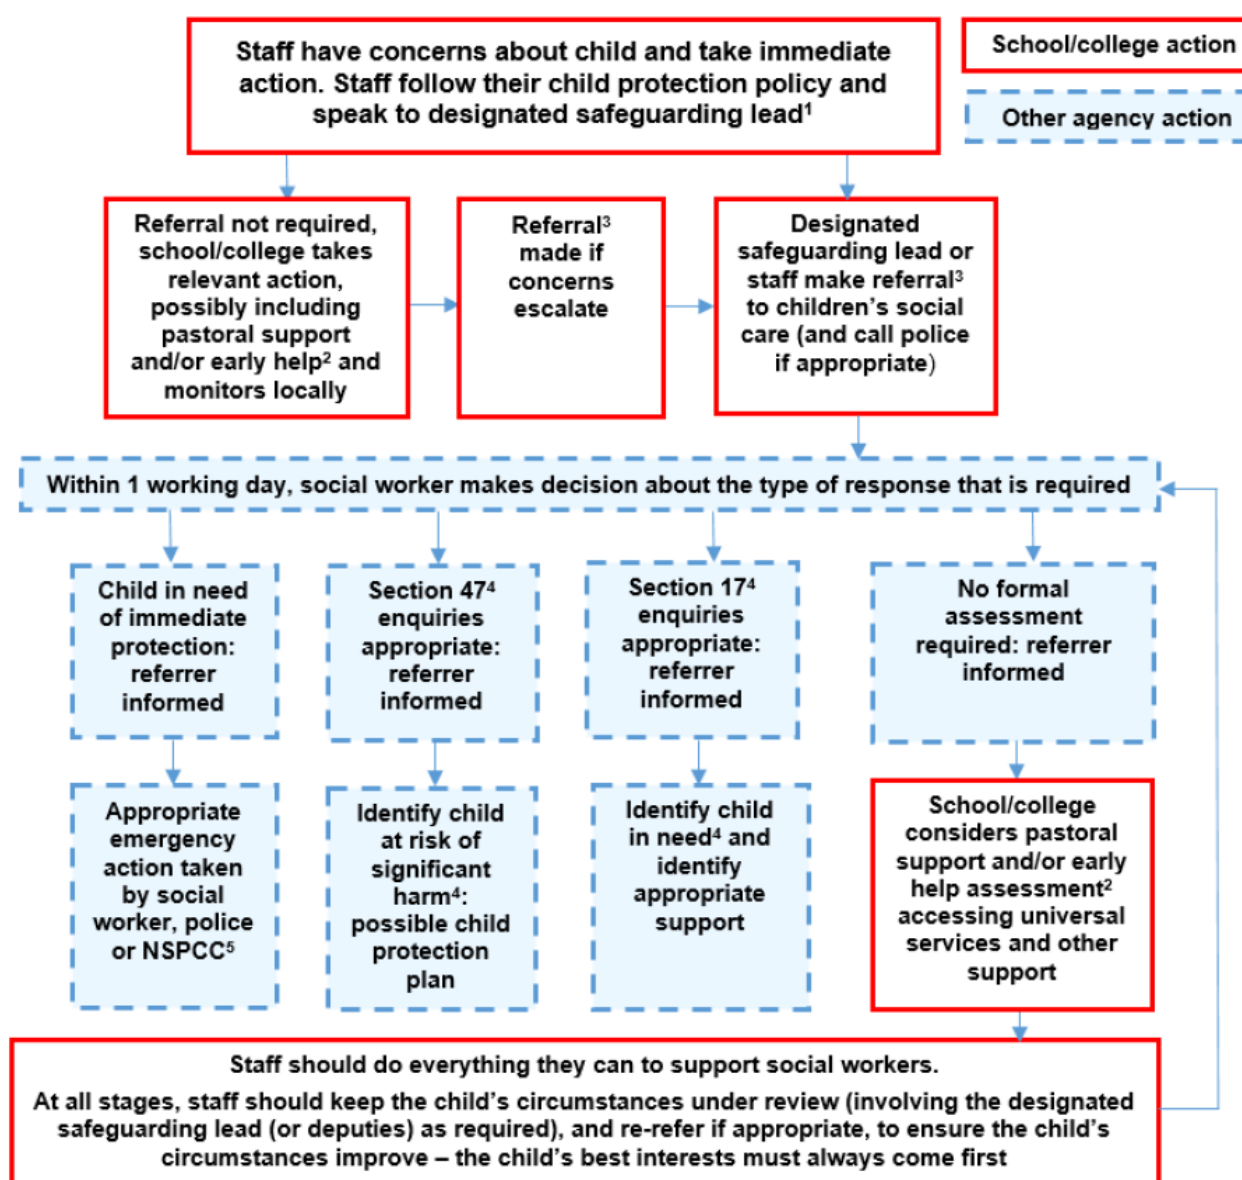 Staff have concerns about child and take immediate
action. Staff follow their child protection policy and
speak to designated safeguarding lead¹
School/college action
Other agency action
Referral not required,
school/college takes
relevant action,
possibly including
pastoral support
and/or early help² and
monitors locally
Referral³
made if
concerns
escalate
Designated
safeguarding lead or
staff make referral³
to children’s social
care (and call police
if appropriate)
Within 1 working day, social worker makes decision about the type of response that is required
Child in need
of immediate
protection:
referrer
informed
Section 47⁴
enquiries
appropriate:
referrer
informed
Section 17⁴
enquiries
appropriate:
referrer
informed
No formal
assessment
required: referrer
informed
Appropriate
emergency
action taken
by social
worker, police
or NSPCC⁵
Identify child
at risk of
significant
harm⁴:
possible child
protection
plan
Identify child
in need⁴ and
identify
appropriate
support
School/college
considers pastoral
support and/or early
help assessment²
accessing universal
services and other
support
Staff should do everything they can to support social workers.
At all stages, staff should keep the child’s circumstances under review (involving the designated
safeguarding lead (or deputies) as required), and re-refer if appropriate, to ensure the child’s
circumstances improve – the child’s best interests must always come first